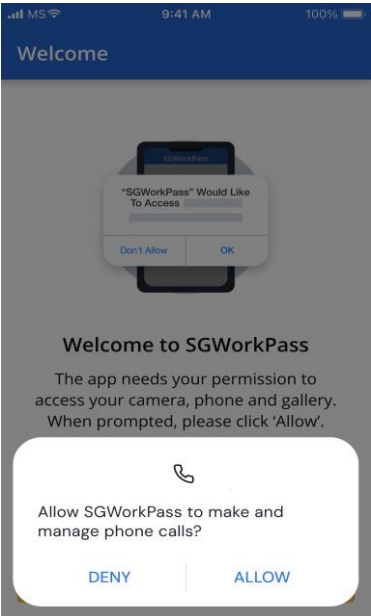 MS 9:41 AM 100%
Welcome
SGWorkPass
“SGWorkPass” Would Like
To Access
Don't Allow OK
Welcome to SGWorkPass
The app needs your permission to
access your camera, phone and gallery.
When prompted, please click ‘Allow’.
Allow SGWorkPass to make and
manage phone calls?
DENY ALLOW